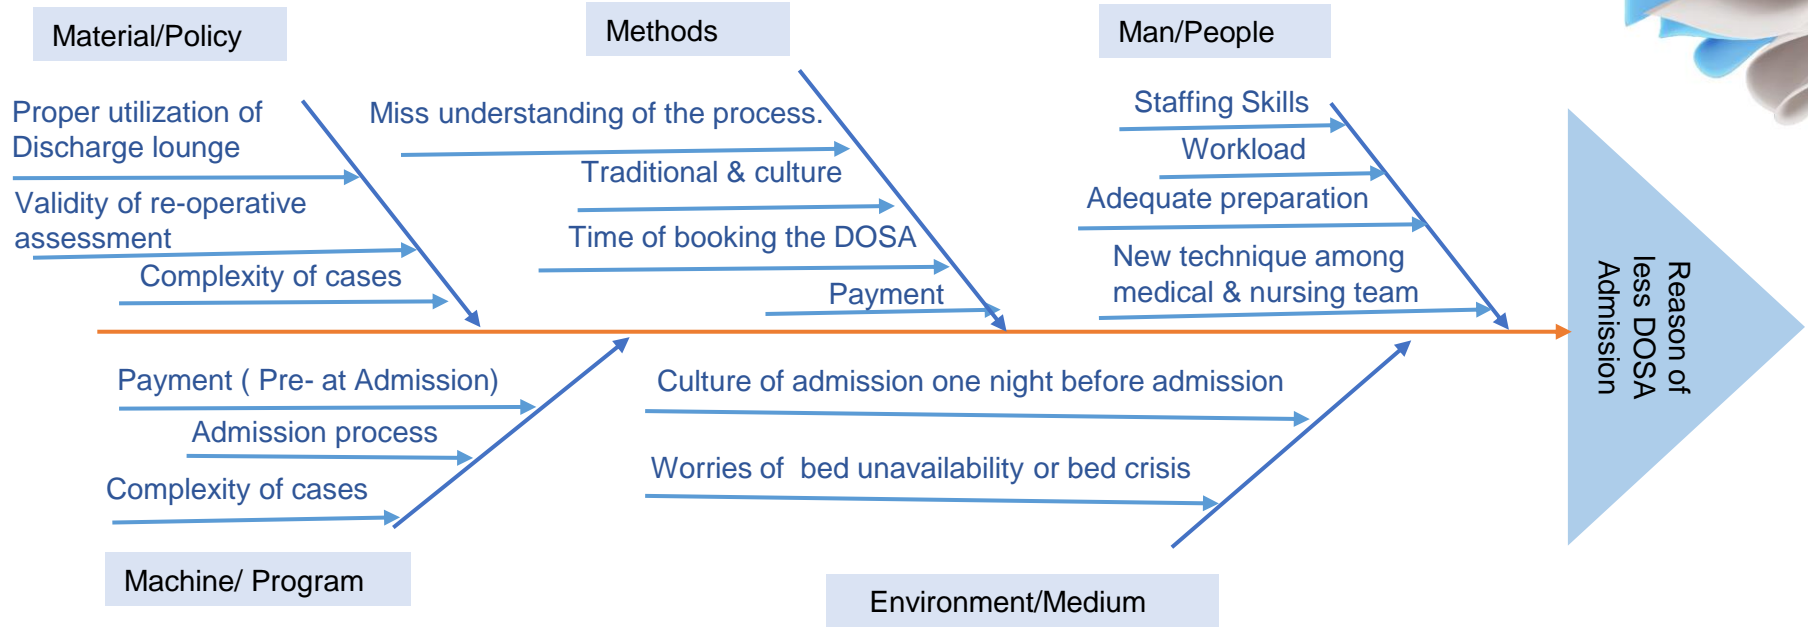 Material/Policy
Methods
Man/People
Proper utilization of
Discharge lounge
Validity of re-operative
assessment
Complexity of cases
Miss understanding of the process.
Traditional & culture
Time of booking the DOSA
Payment
Staffing Skills
Workload
Adequate preparation
New technique among
medical & nursing team
Reason of
less DOSA
Admission
Payment ( Pre- at Admission)
Admission process
Complexity of cases
Culture of admission one night before admission
Worries of  bed unavailability or bed crisis
Machine/ Program
Environment/Medium